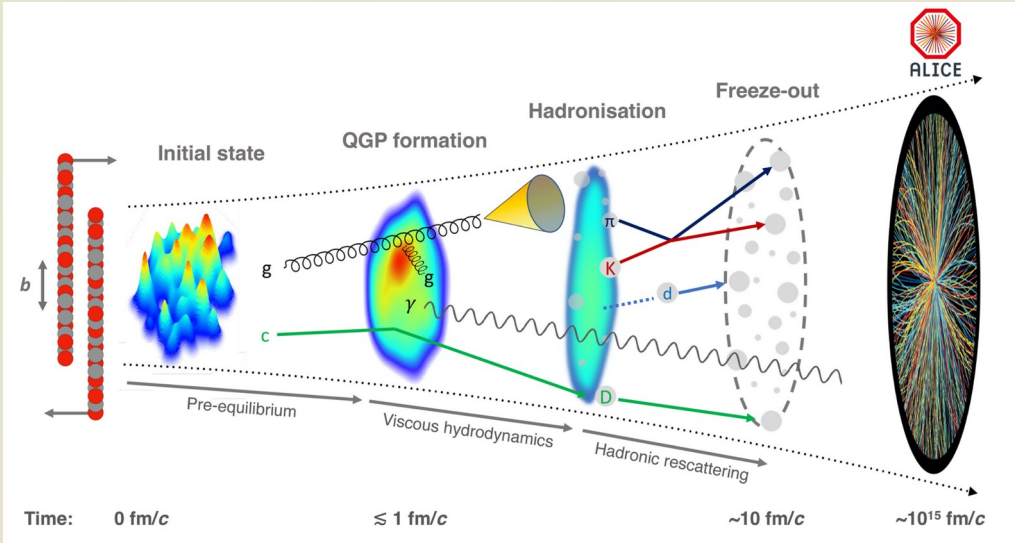 ALICE
Freeze-out
Hadronisation
QGP formation
Initial state
π
g
K
g
d
b
γ
c
D
Pre-equilibrium
Viscous hydrodynamics
Hadronic rescattering
Time: 0 fm/c ≲ 1 fm/c ~10 fm/c ~10¹⁵ fm/c